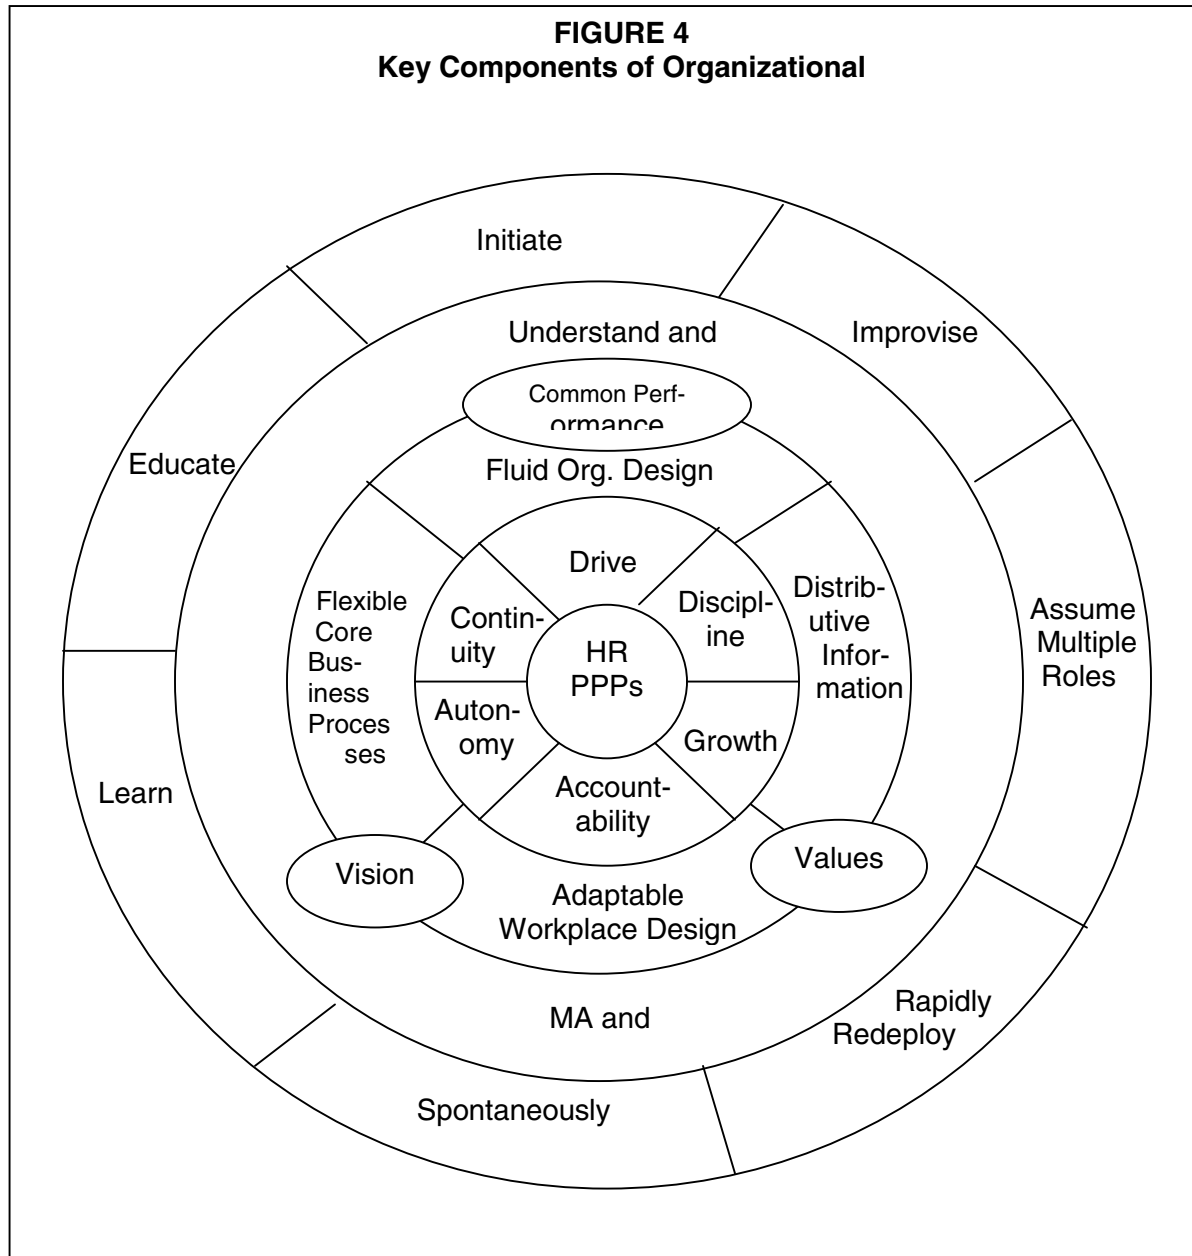 FIGURE 4
Key Components of Organizational
Initiate
Understand and
Improvise
Common Perf-
ormance
Educate
Fluid Org. Design
Drive
Flexible
Core
Bus-
iness
Proces
ses
Contin-
uity
Discipl-
ine
Distrib-
utive
Infor-
mation
Assume
Multiple
Roles
HR
PPPs
Auton-
omy
Growth
Learn
Account-
ability
Vision
Values
Adaptable
Workplace Design
MA and
Rapidly
Redeploy
Spontaneously